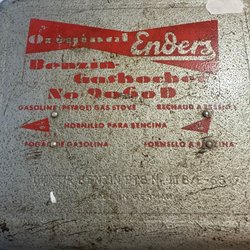 Original Enders
Benzin-
Gaskocher
No 9060D
GASOLINE (PETROL) GAS STOVE RECHAUD A ESSENCE
HORNILLO PARA BENCINA
FOGAO DE GASOLINA FORNELLO A BENZINA